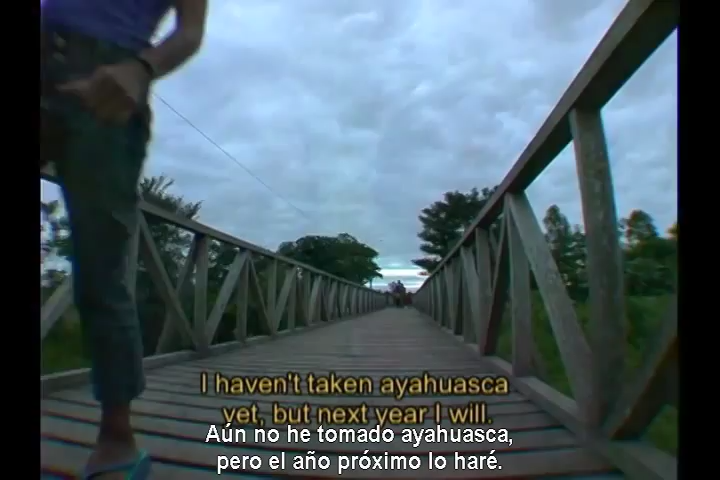 I haven't taken ayahuasca
yet, but next year I will.
Aún no he tomado ayahuasca,
pero el año próximo lo haré.